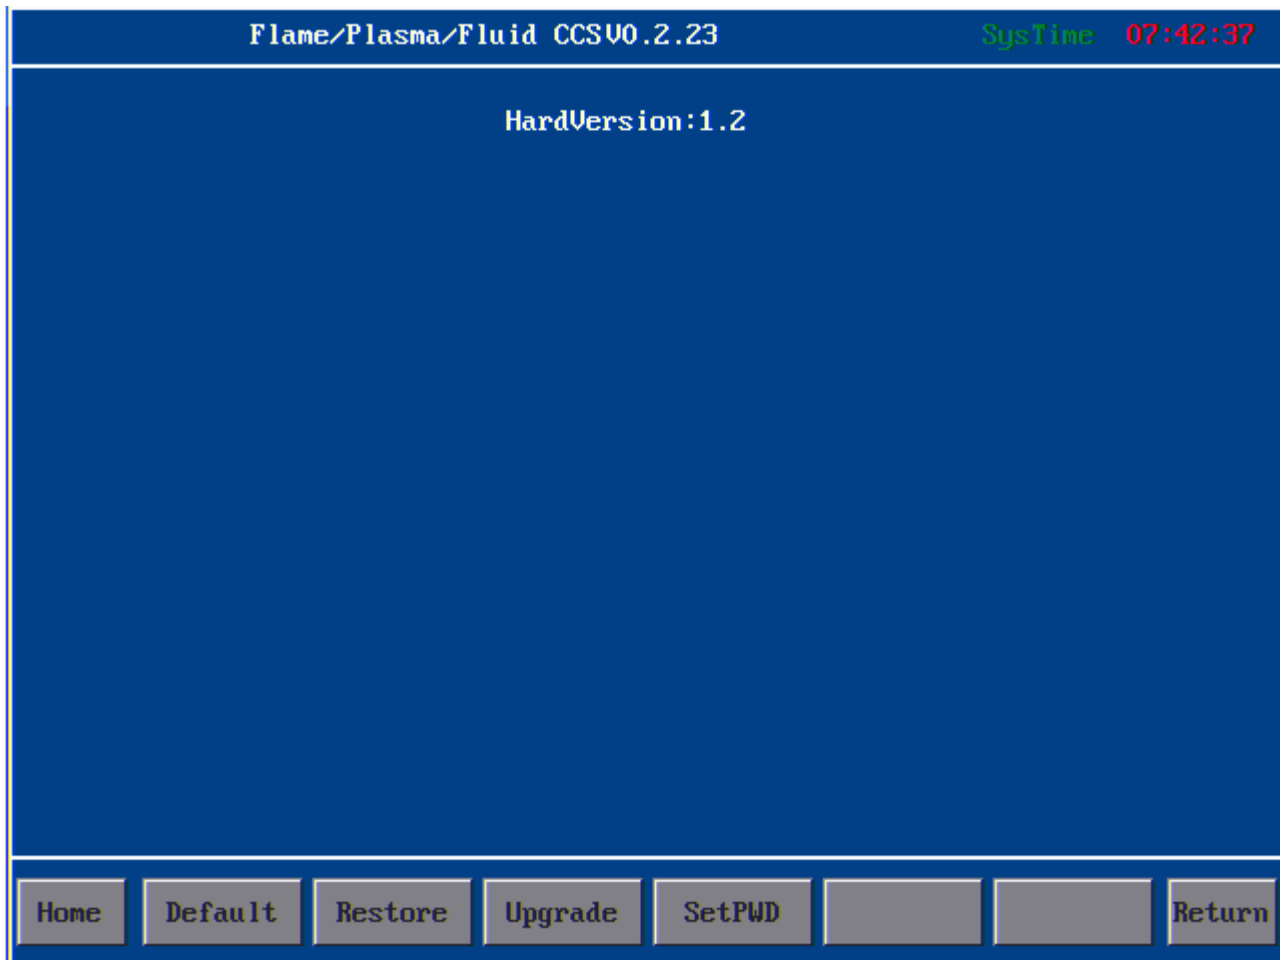 Flame/Plasma/Fluid CCSV0.2.23 SysTime 07:42:37
HardVersion:1.2
Home Default Restore Upgrade SetPWD Return